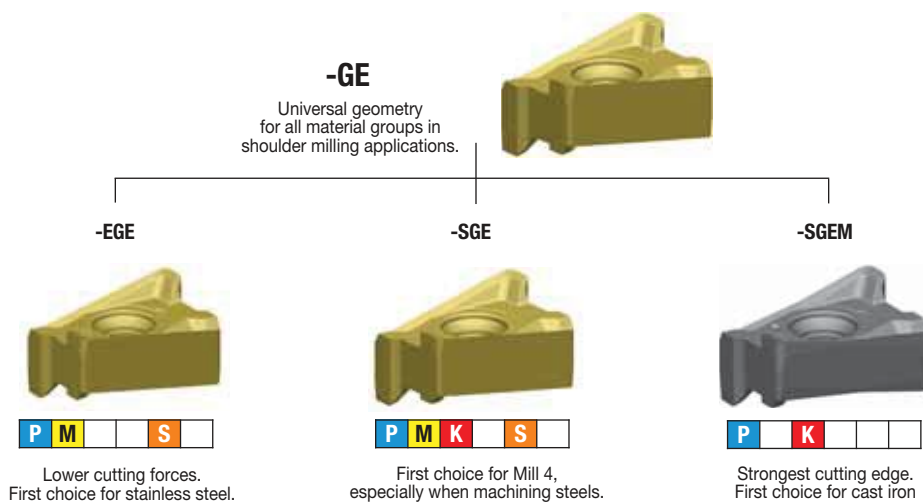 -GE
Universal geometry
for all material groups in
shoulder milling applications.
-EGE
-SGE
-SGEM
P M S
P M K S
P K
Lower cutting forces.
First choice for stainless steel.
First choice for Mill 4,
especially when machining steels.
Strongest cutting edge.
First choice for cast iron